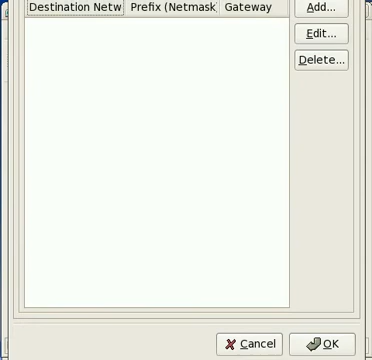 Destination Netw Prefix (Netmask Gateway
Add...
Edit...
Delete...
Cancel OK